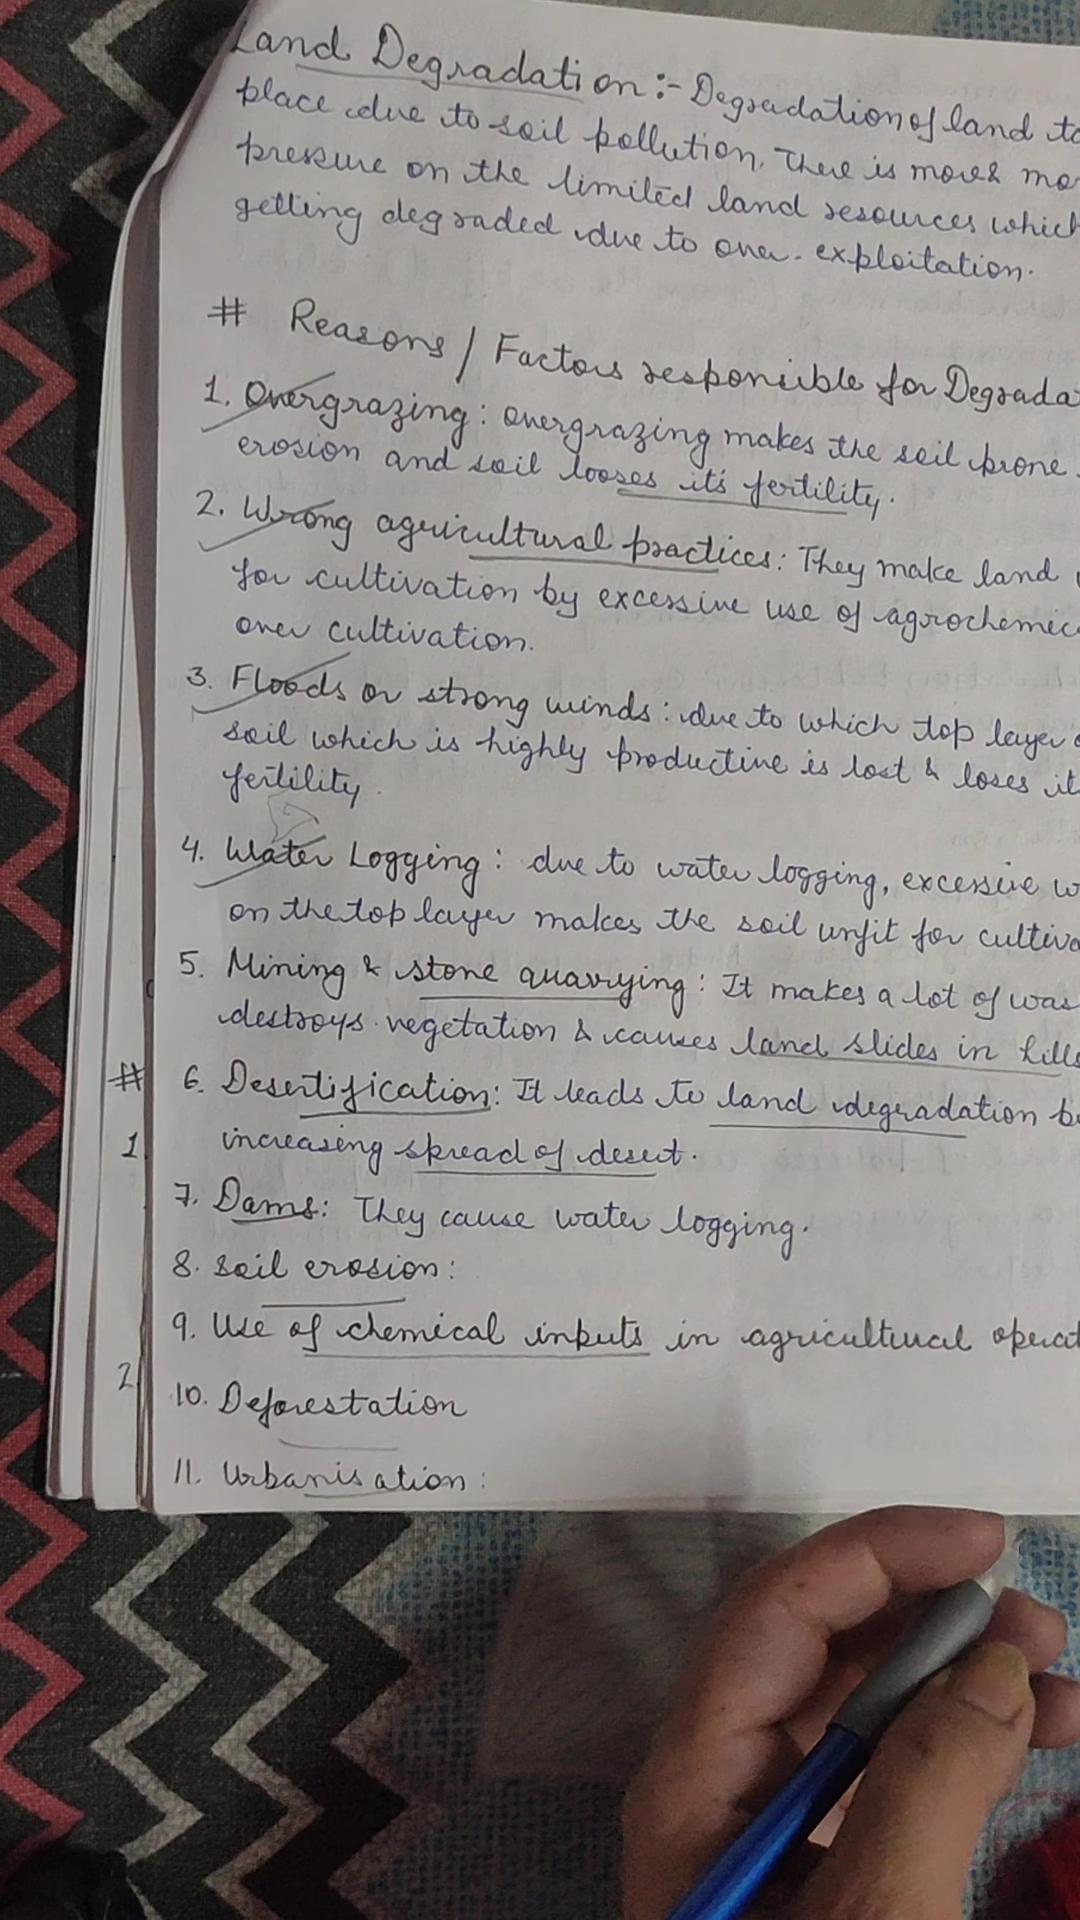 Land Degradation :- Degradation of land ta
place due to soil pollution. There is more & mo
pressure on the limited land resources which
getting degraded due to over-exploitation.
# Reasons / Factors responsible for Degrada
1. Overgrazing : overgrazing makes the soil prone
erosion and soil looses it's fertility.
2. Wrong agricultural practices : They make land
for cultivation by excessive use of agrochemic
over cultivation.
3. Floods or strong winds : due to which top layer o
soil which is highly productive is lost & loses it
fertility.
4. Water Logging : due to water logging, excessive w
on the top layer makes the soil unfit for cultiva
5. Mining & stone quarrying : It makes a lot of was
destroys vegetation & causes land slides in hills
# 6. Desertification : It leads to land degradation b
1 increasing spread of desert.
7. Dams : They cause water logging.
8. Soil erosion :
9. Use of chemical inputs in agricultural operat
2 10. Deforestation
11. Urbanisation :